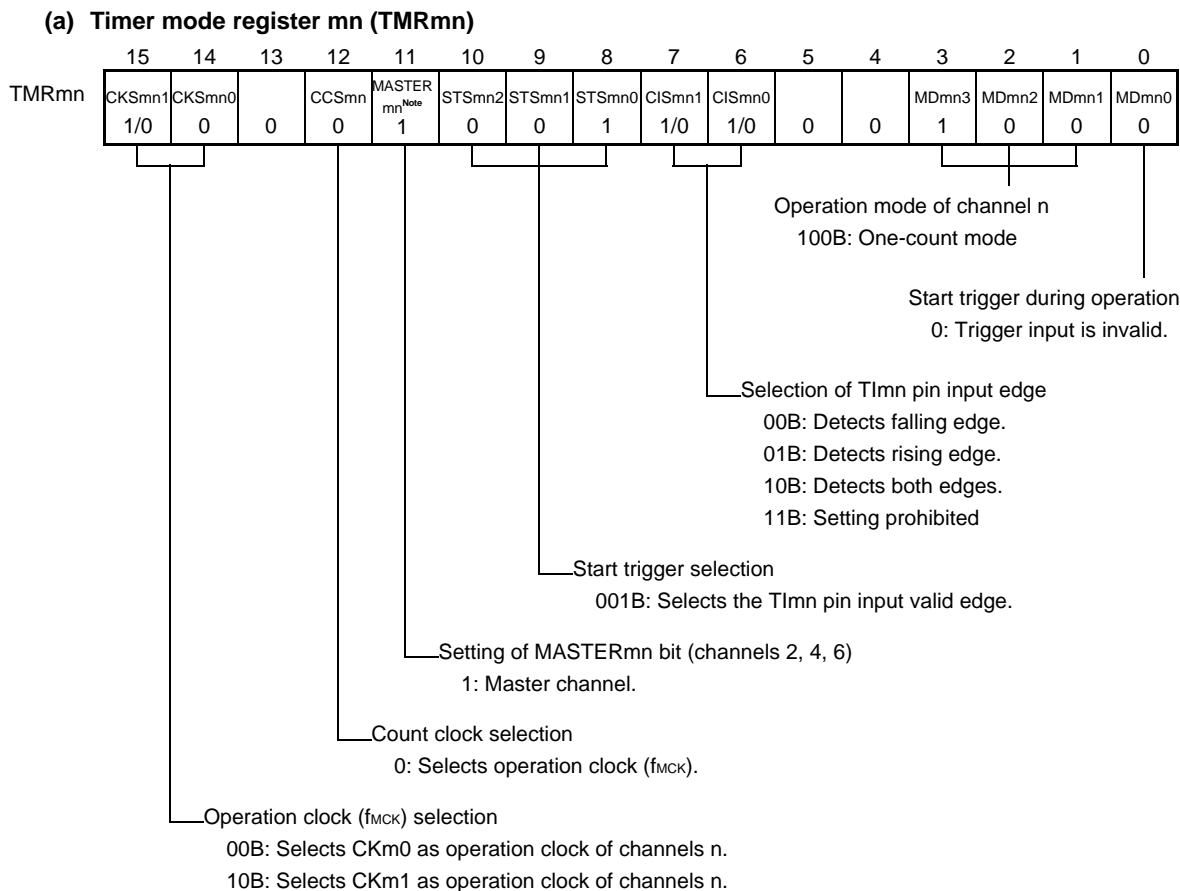 (a) Timer mode register mn (TMRmn)
15 14 13 12 11 10 9 8 7 6 5 4 3 2 1 0
TMRmn CKSmn1 CKSmn0 CCSmn MASTER mn^Note STSmn2 STSmn1 STSmn0 CISmn1 CISmn0 MDmn3 MDmn2 MDmn1 MDmn0
1/0 0 0 0 1 0 0 1 1/0 1/0 0 0 1 0 0 0
Operation mode of channel n
100B: One-count mode
Start trigger during operation
0: Trigger input is invalid.
Selection of TImn pin input edge
00B: Detects falling edge.
01B: Detects rising edge.
10B: Detects both edges.
11B: Setting prohibited
Start trigger selection
001B: Selects the TImn pin input valid edge.
Setting of MASTERmn bit (channels 2, 4, 6)
1: Master channel.
Count clock selection
0: Selects operation clock (fMCK).
Operation clock (fMCK) selection
00B: Selects CKm0 as operation clock of channels n.
10B: Selects CKm1 as operation clock of channels n.